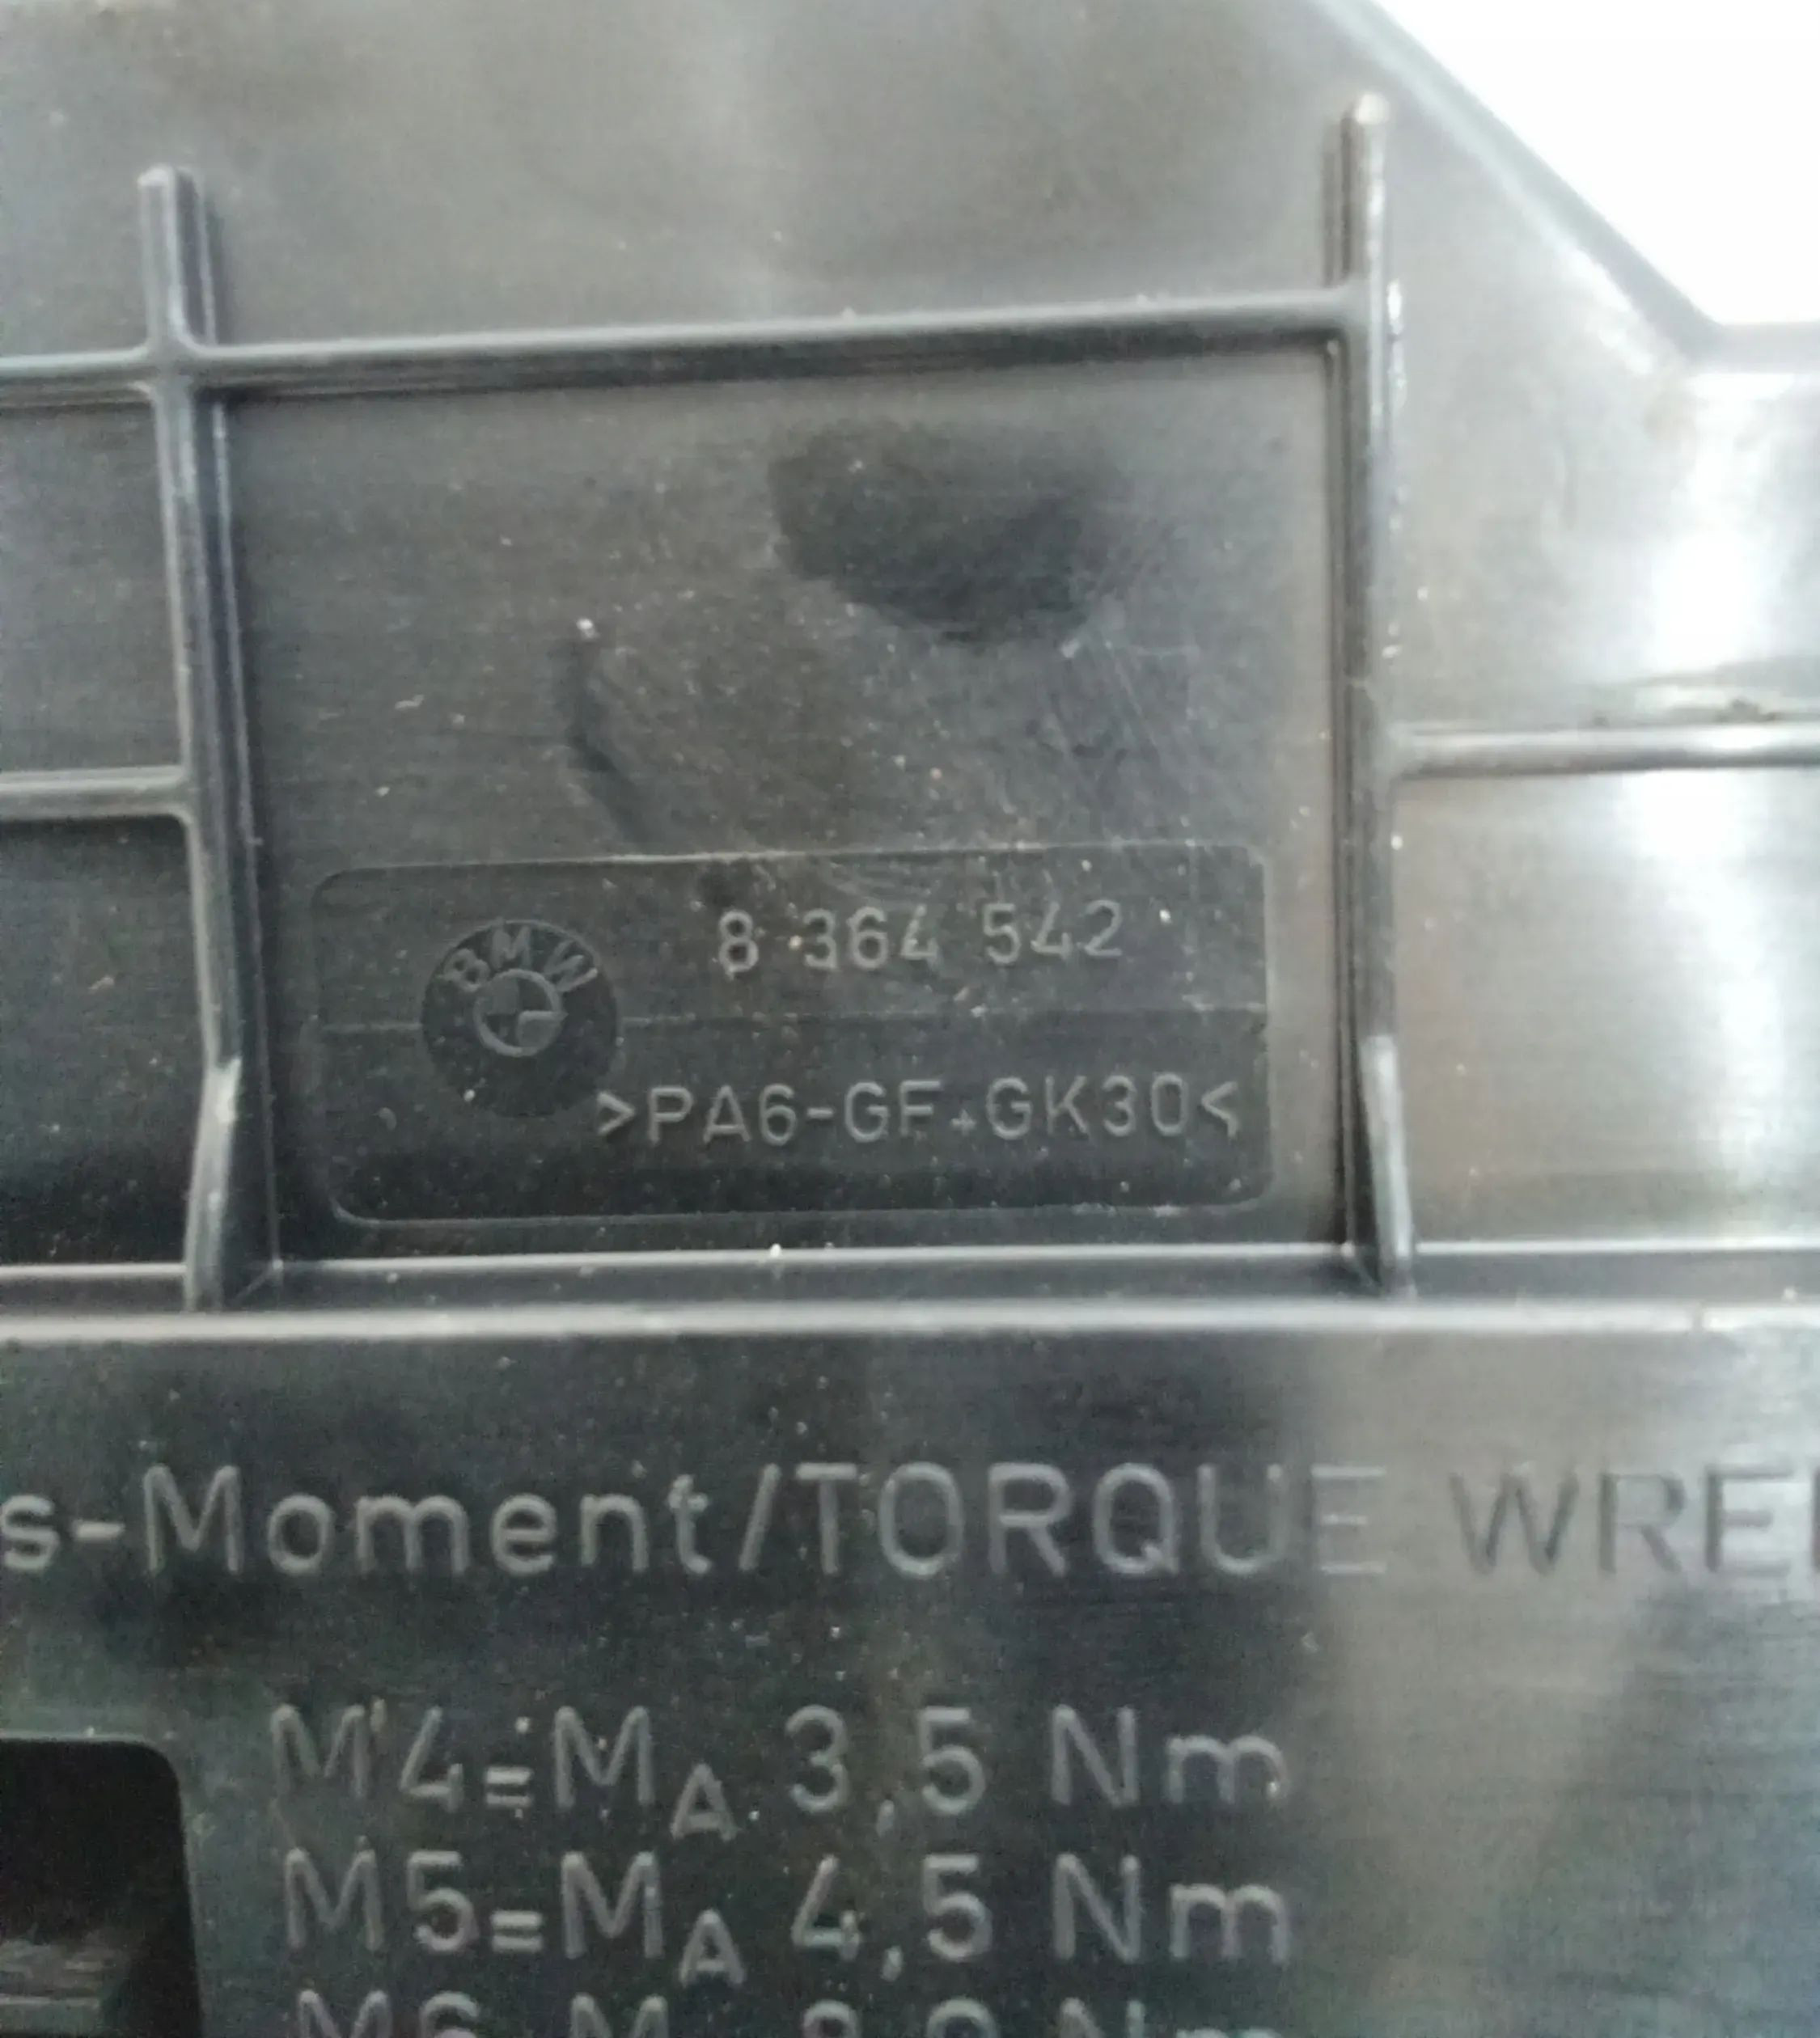 BMW
8 364 542
>PA6-GF+GK30<
s-Moment/TORQUE WRE
M4=MA 3,5 Nm
M5=MA 4,5 Nm